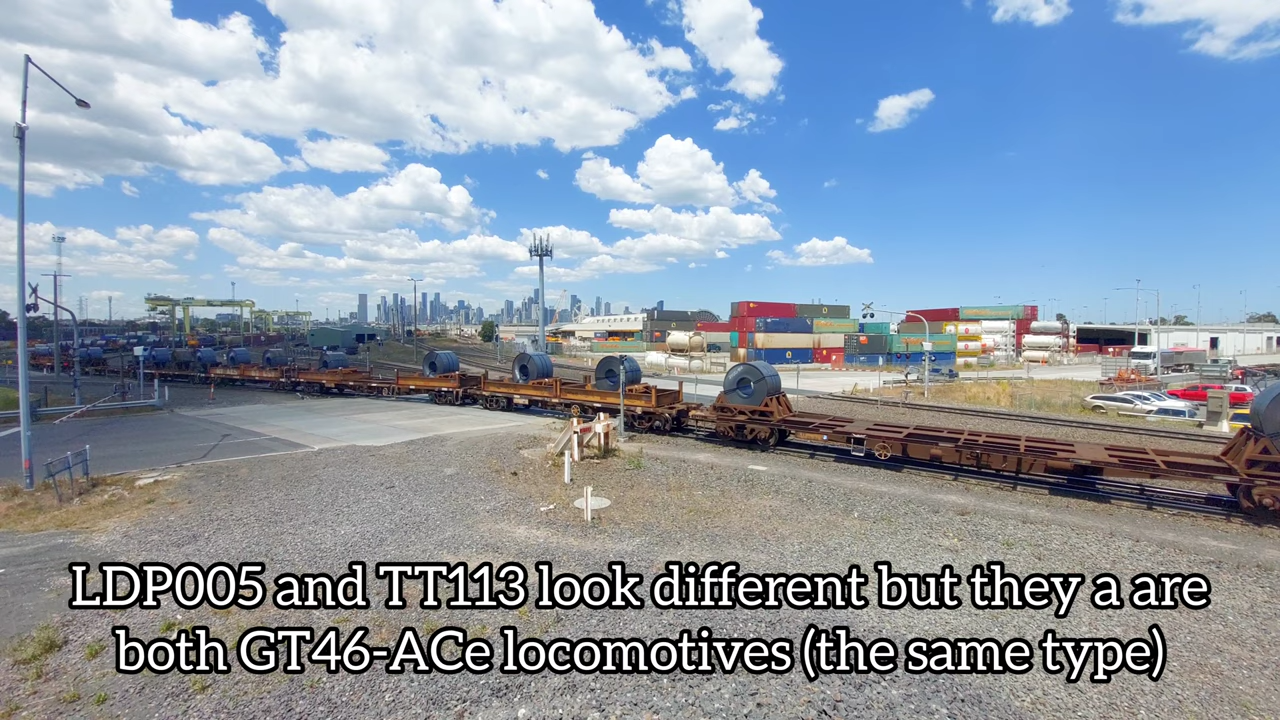 LDP005 and TT113 look different but they a are
both GT46-ACe locomotives (the same type)